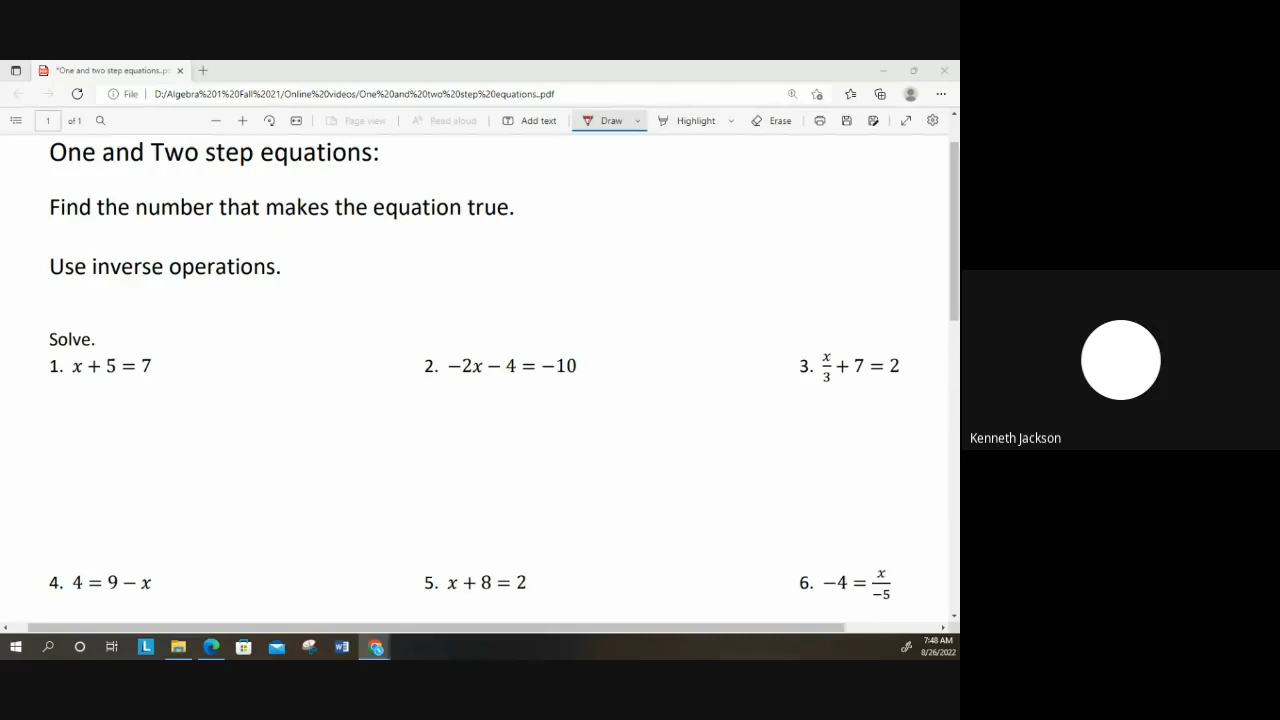 *One and two step equations..p
File
D:/Algebra%201%20Fall%2021/Online%20videos/One%20and%20two%20step%20equations..pdf
1 of 1
Page view
Read aloud
Add text
Draw
Highlight
Erase
One and Two step equations:
Find the number that makes the equation true.
Use inverse operations.
Solve.
1. x + 5 = 7
2. −2x − 4 = −10
3. x/3 + 7 = 2
Kenneth Jackson
4. 4 = 9 − x
5. x + 8 = 2
6. −4 = x/−5
7:48 AM
8/26/2022